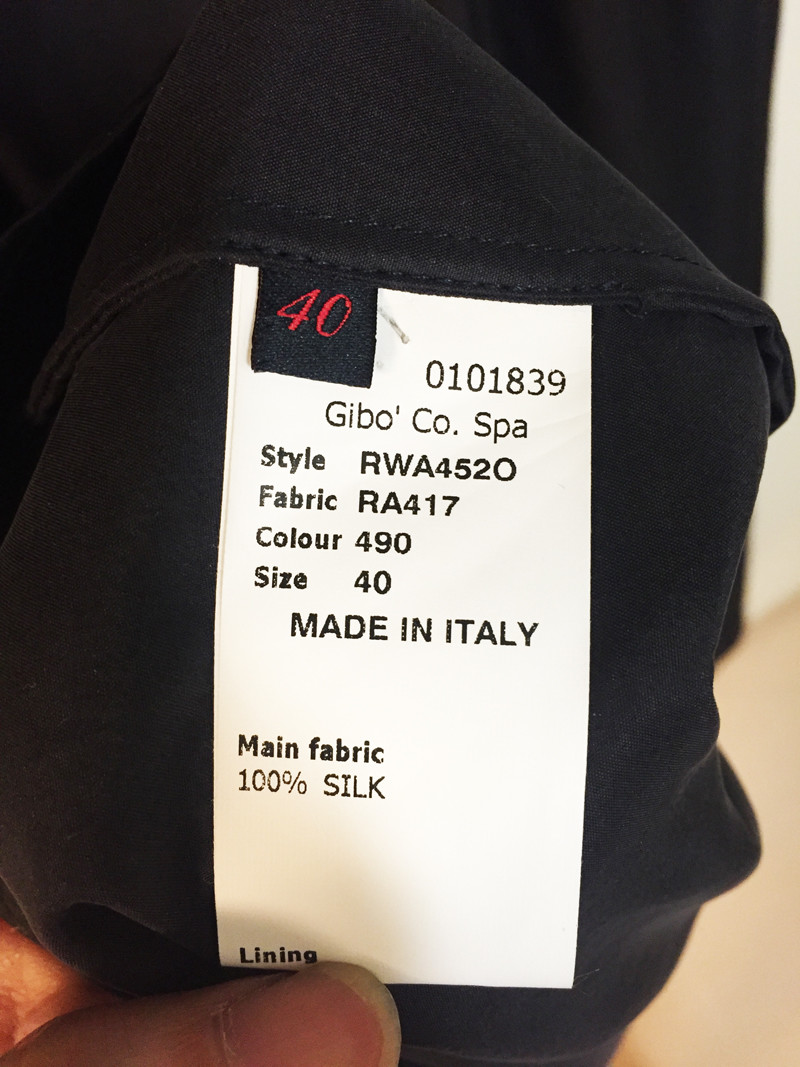 40
0101839
Gibo' Co. Spa
Style RWA452O
Fabric RA417
Colour 490
Size 40
MADE IN ITALY
Main fabric
100% SILK
Lining